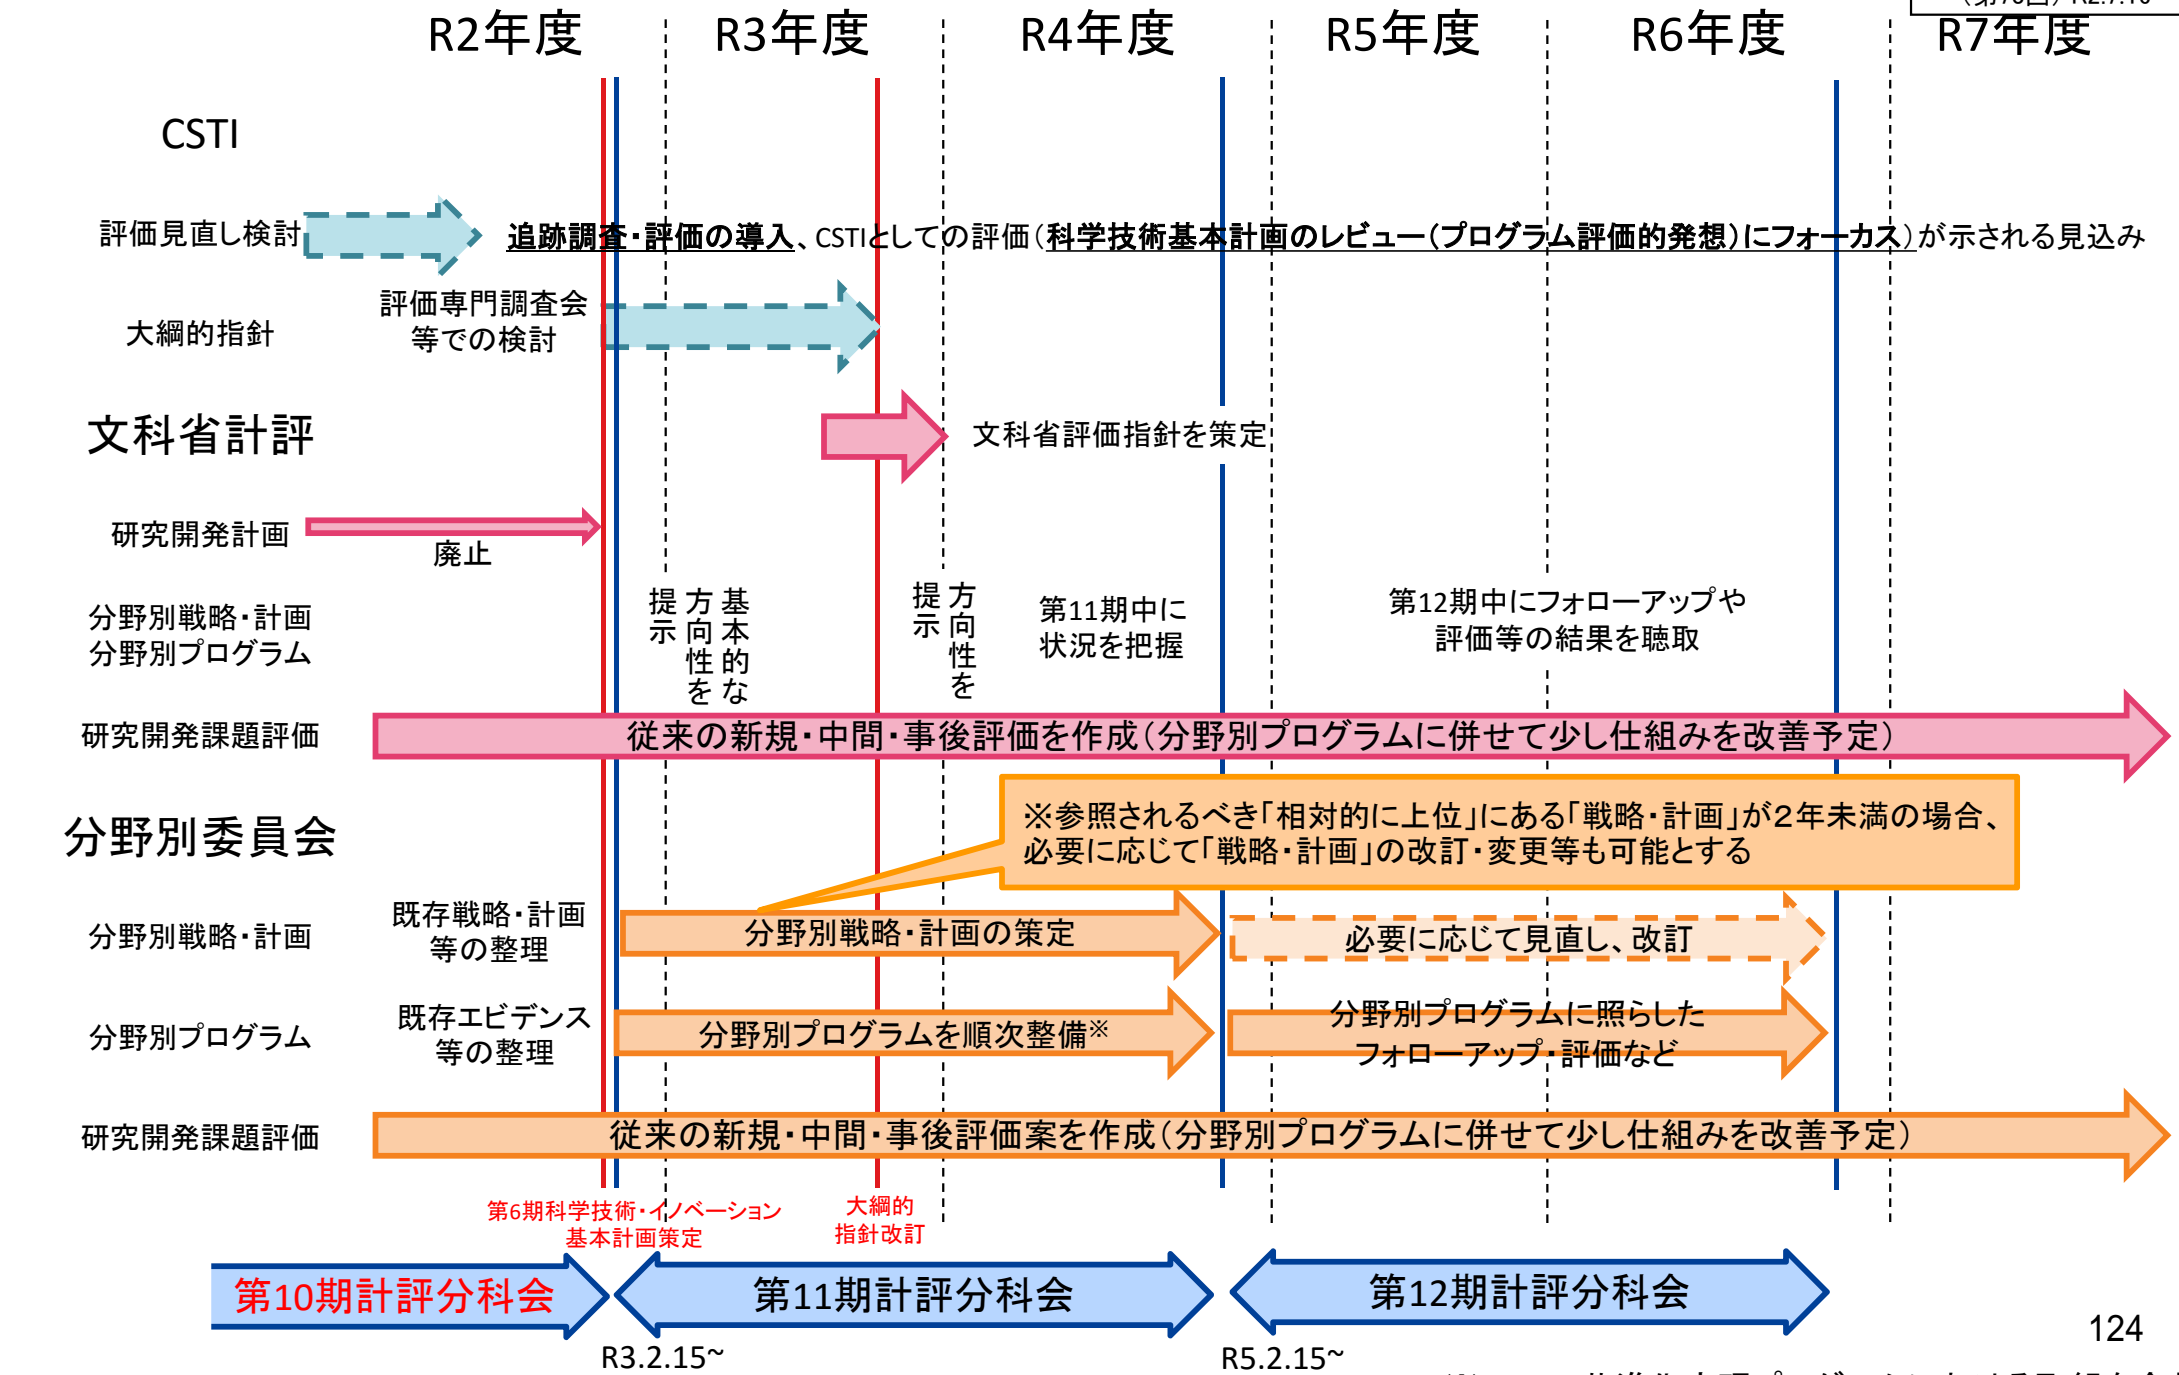 R2年度
R3年度
R4年度
R5年度
R6年度
R7年度
CSTI
評価見直し検討
追跡調査・評価の導入、CSTIとしての評価（科学技術基本計画のレビュー（プログラム評価的発想）にフォーカス）が示される見込み
大綱的指針
評価専門調査会
等での検討
文科省計評
文科省評価指針を策定
研究開発計画
廃止
分野別戦略・計画
分野別プログラム
基本的な
方向性を
提示
方向性を
提示
第11期中に
状況を把握
第12期中にフォローアップや
評価等の結果を聴取
研究開発課題評価
従来の新規・中間・事後評価を作成（分野別プログラムに併せて少し仕組みを改善予定）
分野別委員会
※参照されるべき「相対的に上位」にある「戦略・計画」が２年未満の場合、
必要に応じて「戦略・計画」の改訂・変更等も可能とする
分野別戦略・計画
既存戦略・計画
等の整理
分野別戦略・計画の策定
必要に応じて見直し、改訂
分野別プログラム
既存エビデンス
等の整理
分野別プログラムを順次整備※
分野別プログラムに照らした
フォローアップ・評価など
研究開発課題評価
従来の新規・中間・事後評価案を作成（分野別プログラムに併せて少し仕組みを改善予定）
第6期科学技術・イノベーション
基本計画策定
大綱的
指針改訂
第10期計評分科会
第11期計評分科会
第12期計評分科会
R3.2.15~
R5.2.15~
124